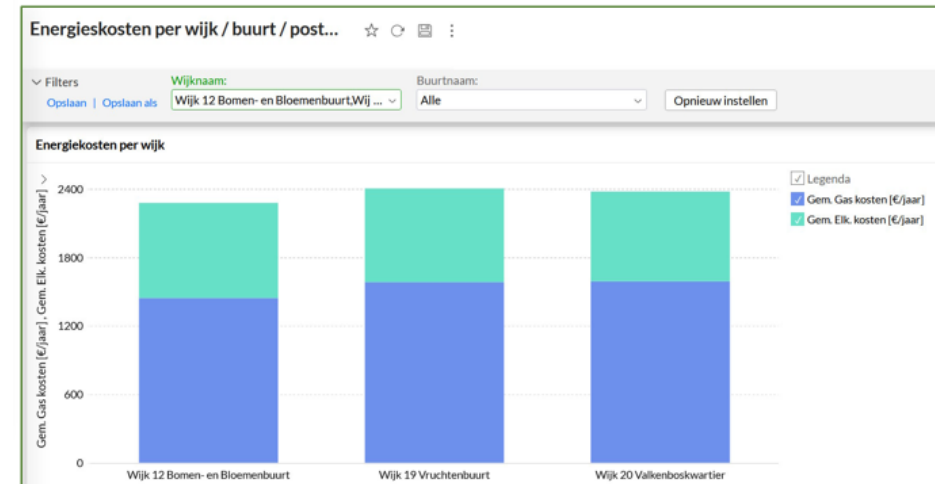 Energieskosten per wijk / buurt / post...
Filters
Wijknaam:
Buurtnaam:
Opslaan | Opslaan als
Wijk 12 Bomen- en Bloemenbuurt,Wij ...
Alle
Opnieuw instellen
Energiekosten per wijk
Gem. Gas kosten [€/jaar] , Gem. Elk. kosten [€/jaar]
2400
1800
1200
600
0
Wijk 12 Bomen- en Bloemenbuurt
Wijk 19 Vruchtenbuurt
Wijk 20 Valkenboskwartier
Legenda
Gem. Gas kosten [€/jaar]
Gem. Elk. kosten [€/jaar]